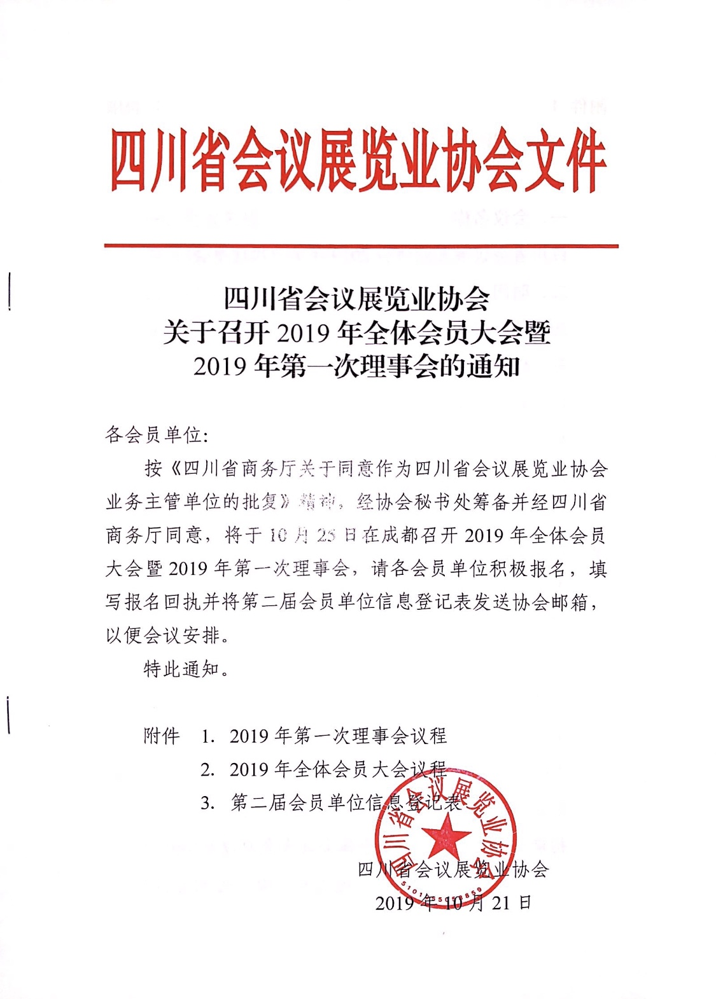 四川省会议展览业协会文件
四川省会议展览业协会
关于召开 2019 年全体会员大会暨
2019 年第一次理事会的通知
各会员单位：
按《四川省商务厅关于同意作为四川省会议展览业协会
业务主管单位的批复》精神，经协会秘书处筹备并经四川省
商务厅同意，将于 10 月 25 日在成都召开 2019 年全体会员
大会暨 2019 年第一次理事会，请各会员单位积极报名，填
写报名回执并将第二届会员单位信息登记表发送协会邮箱，
以便会议安排。
特此通知。
附件 1. 2019 年第一次理事会议程
2. 2019 年全体会员大会议程
3. 第二届会员单位信息登记表
四川省会议展览业协会
四川省会议展览业协会
2019 年 10 月 21 日